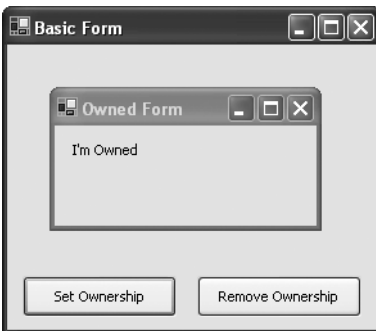 Basic Form
Owned Form
I'm Owned
Set Ownership
Remove Ownership